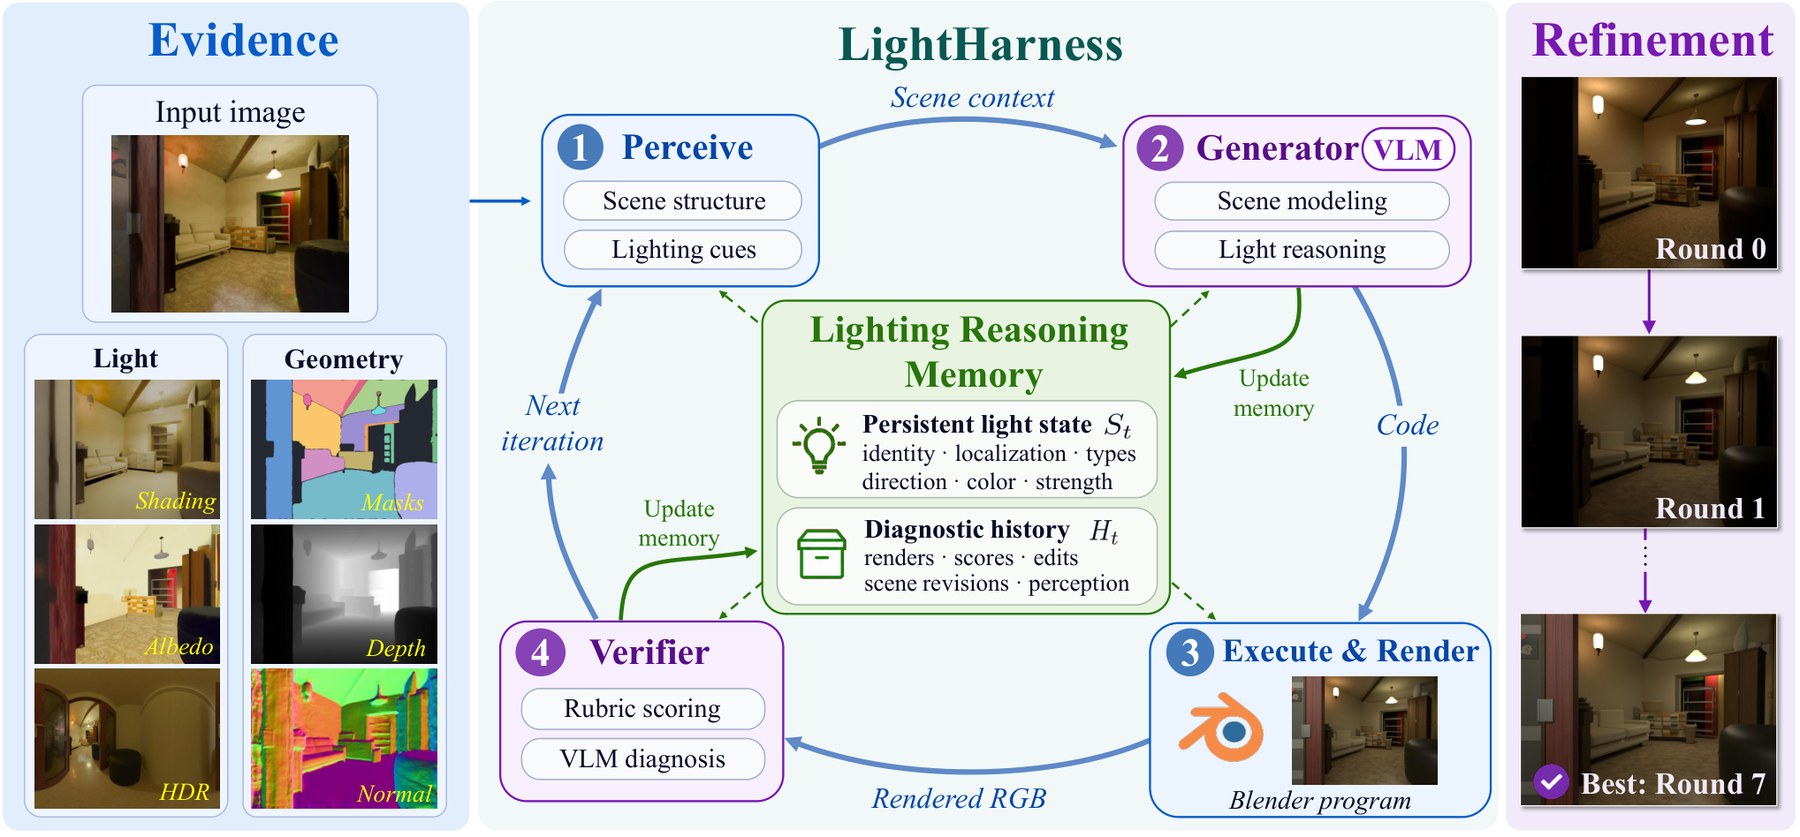 Evidence
Input image
Light
Shading
Albedo
HDR
Geometry
Masks
Depth
Normal
LightHarness
Scene context
1 Perceive
Scene structure
Lighting cues
2 Generator VLM
Scene modeling
Light reasoning
Lighting Reasoning
Memory
Persistent light state S_t
identity · localization · types
direction · color · strength
Diagnostic history H_t
renders · scores · edits
scene revisions · perception
Update
memory
Code
Next
iteration
Update
memory
4 Verifier
Rubric scoring
VLM diagnosis
3 Execute & Render
Blender program
Rendered RGB
Refinement
Round 0
Round 1
Best: Round 7